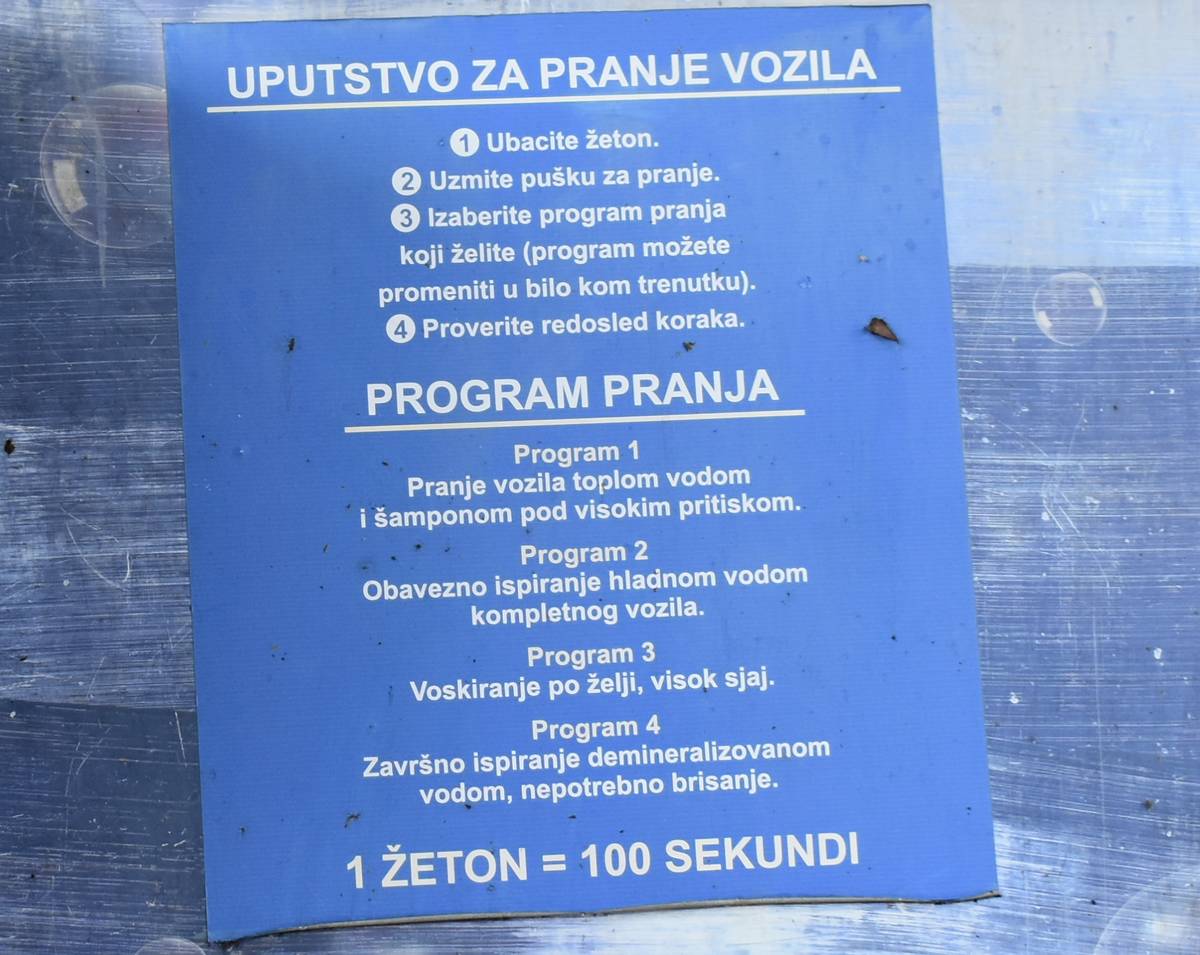 UPUTSTVO ZA PRANJE VOZILA
1 Ubacite žeton.
2 Uzmite pušku za pranje.
3 Izaberite program pranja
koji želite (program možete
promeniti u bilo kom trenutku).
4 Proverite redosled koraka.
PROGRAM PRANJA
Program 1
Pranje vozila toplom vodom
i šamponom pod visokim pritiskom.
Program 2
Obavezno ispiranje hladnom vodom
kompletnog vozila.
Program 3
Voskiranje po želji, visok sjaj.
Program 4
Završno ispiranje demineralizovanom
vodom, nepotrebno brisanje.
1 ŽETON = 100 SEKUNDI